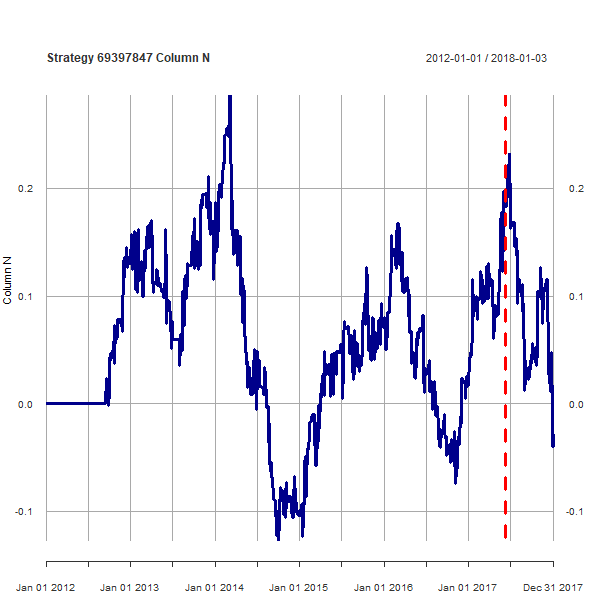 Strategy 69397847 Column N 2012-01-01 / 2018-01-03
Column N
0.2 0.2
0.1 0.1
0.0 0.0
-0.1 -0.1
Jan 01 2012 Jan 01 2013 Jan 01 2014 Jan 01 2015 Jan 01 2016 Jan 01 2017 Dec 31 2017